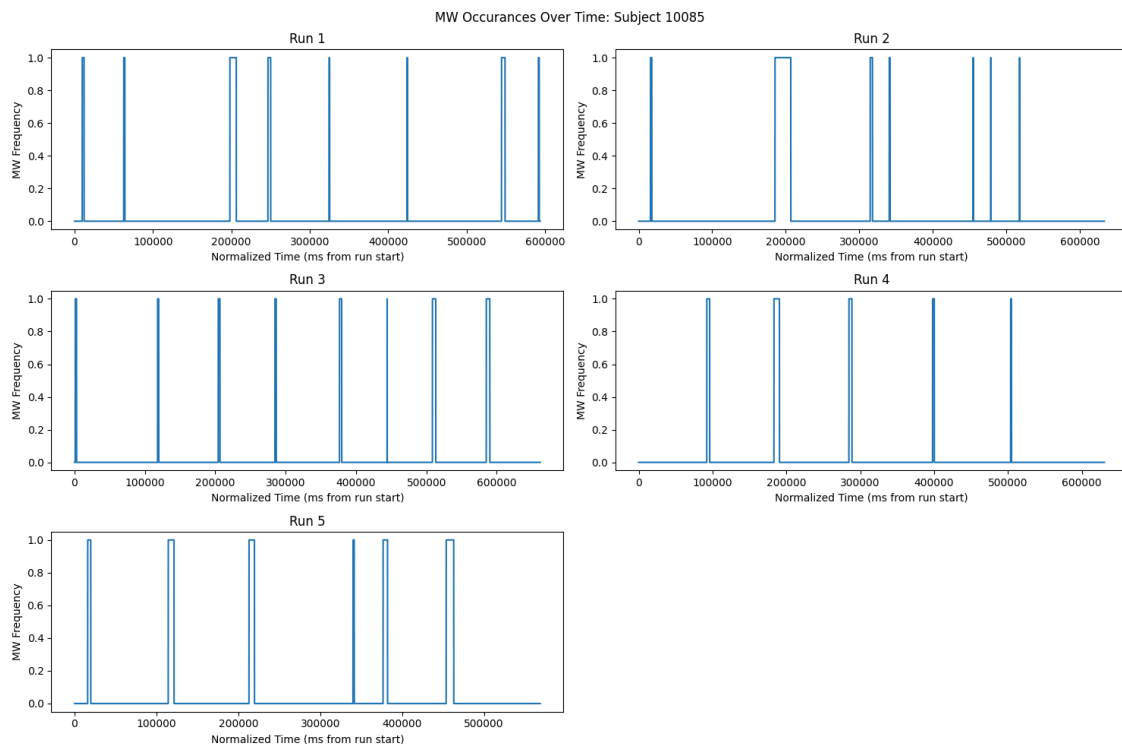 MW Occurances Over Time: Subject 10085
Run 1
MW Frequency
1.0
0.8
0.6
0.4
0.2
0.0
0 100000 200000 300000 400000 500000 600000
Normalized Time (ms from run start)
Run 2
MW Frequency
1.0
0.8
0.6
0.4
0.2
0.0
0 100000 200000 300000 400000 500000 600000
Normalized Time (ms from run start)
Run 3
MW Frequency
1.0
0.8
0.6
0.4
0.2
0.0
0 100000 200000 300000 400000 500000 600000
Normalized Time (ms from run start)
Run 4
MW Frequency
1.0
0.8
0.6
0.4
0.2
0.0
0 100000 200000 300000 400000 500000 600000
Normalized Time (ms from run start)
Run 5
MW Frequency
1.0
0.8
0.6
0.4
0.2
0.0
0 100000 200000 300000 400000 500000
Normalized Time (ms from run start)